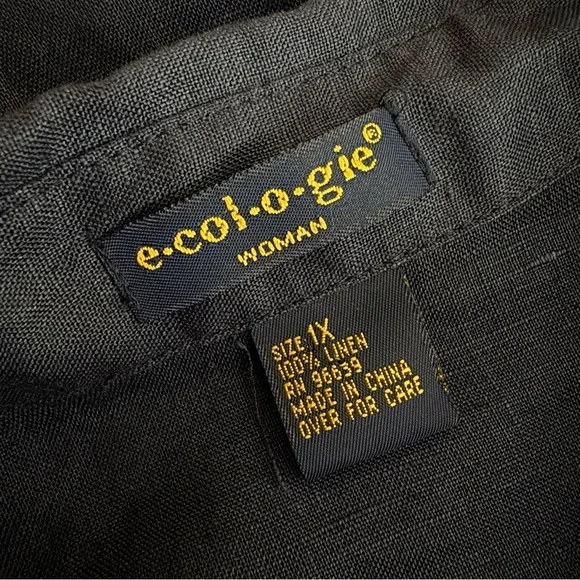 e·col·o·gie®
WOMAN
SIZE 1X
100% LINEN
RN 96639
MADE IN CHINA
OVER FOR CARE